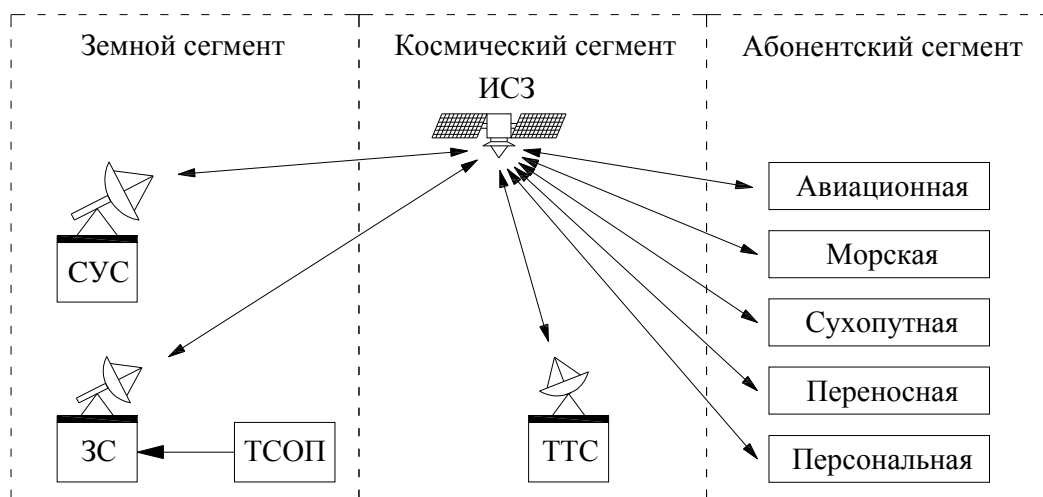 Земной сегмент
Космический сегмент
Абонентский сегмент
ИСЗ
Авиационная
СУС
Морская
Сухопутная
Переносная
ЗС
ТСОП
ТТС
Персональная